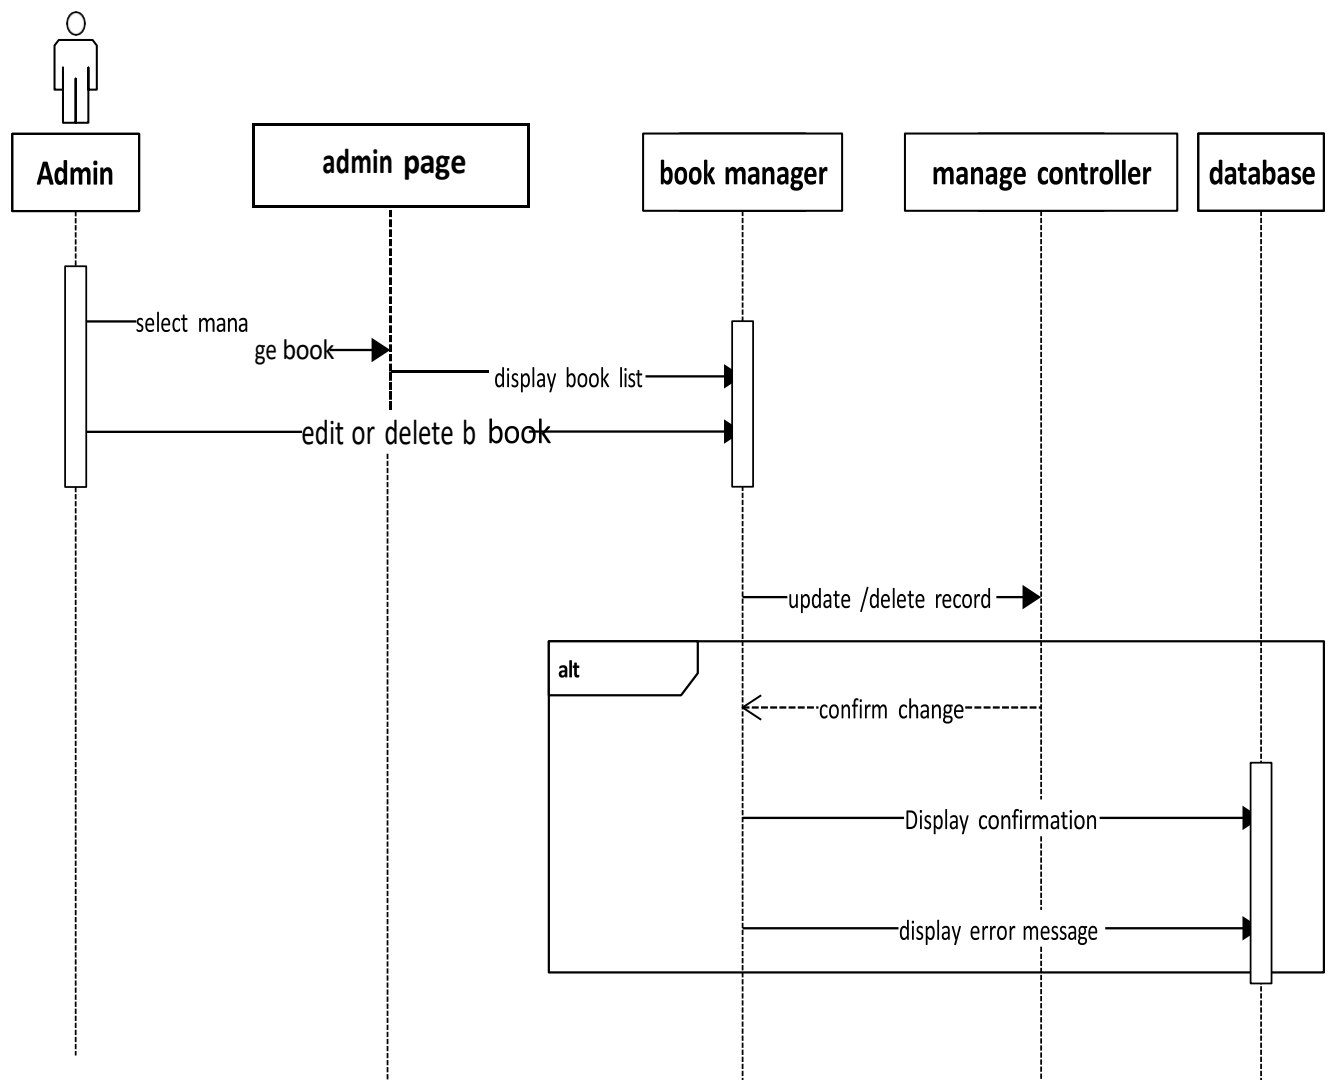 Admin
admin page
book manager
manage controller
database
select mana
ge book
display book list
edit or delete b book
update /delete record
alt
confirm change
Display confirmation
display error message